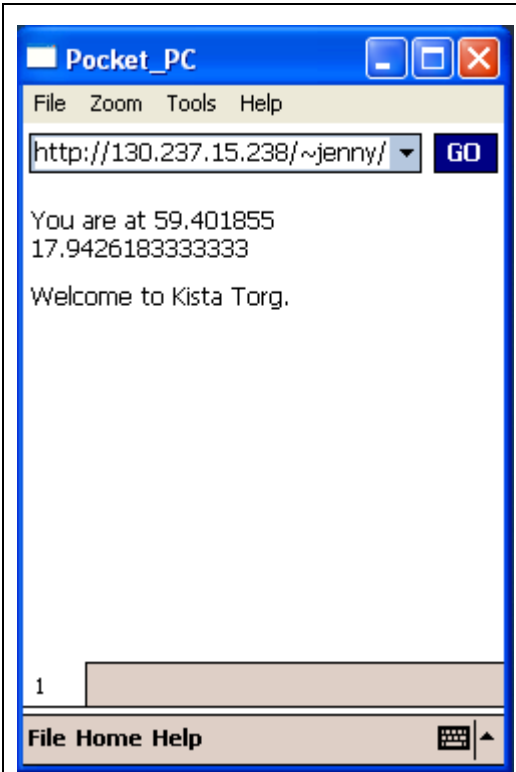 Pocket_PC
File Zoom Tools Help
http://130.237.15.238/~jenny/ GO
You are at 59.401855
17.9426183333333
Welcome to Kista Torg.
1
File Home Help